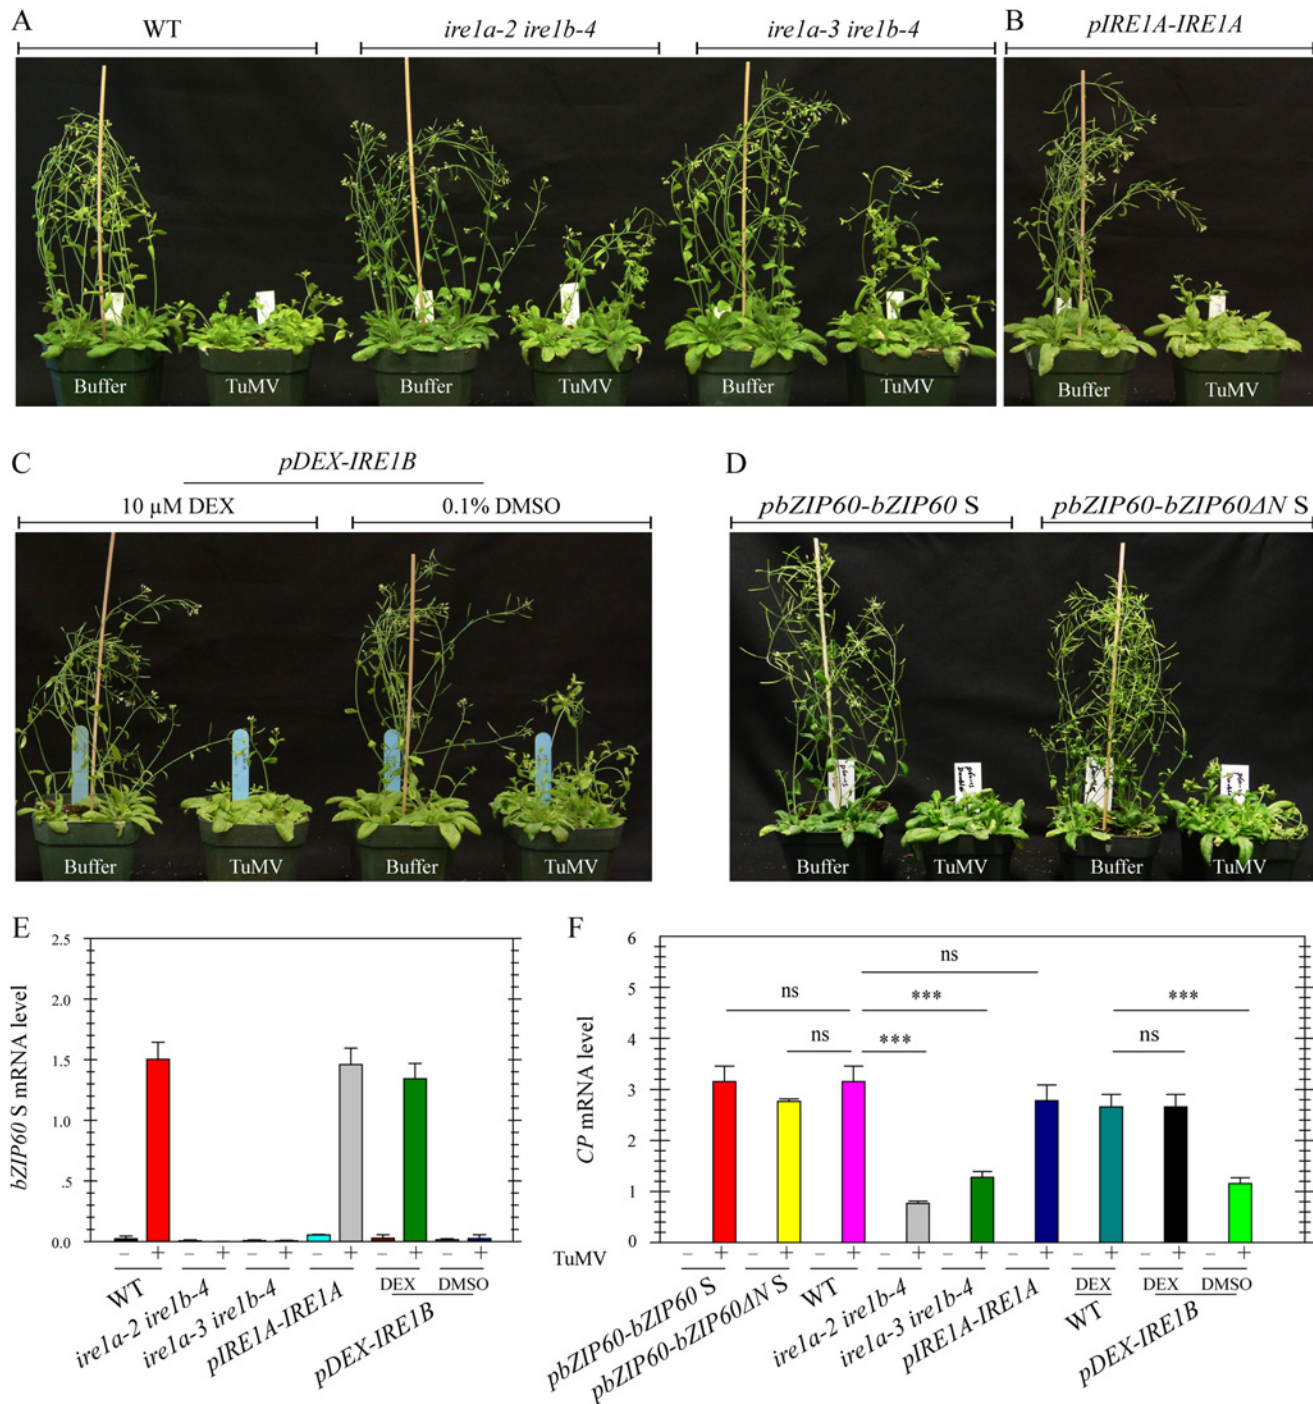 A
WT
ire1a-2 ire1b-4
ire1a-3 ire1b-4
B
pIRE1A-IRE1A
Buffer
TuMV
Buffer
TuMV
Buffer
TuMV
Buffer
TuMV
C
pDEX-IRE1B
10 µM DEX
0.1% DMSO
D
pbZIP60-bZIP60 S
pbZIP60-bZIP60ΔN S
Buffer
TuMV
Buffer
TuMV
Buffer
TuMV
Buffer
TuMV
E
bZIP60 S mRNA level
2.5
2.0
1.5
1.0
.5
0.0
− + − + − + − + − + − +
DEX DMSO
WT
ire1a-2 ire1b-4
ire1a-3 ire1b-4
pIRE1A-IRE1A
pDEX-IRE1B
F
CP mRNA level
6
5
4
3
2
1
0
ns
ns
***
***
ns
***
ns
TuMV
− + − + − + − + − + − + − + − + − +
DEX DEX DMSO
pbZIP60-bZIP60 S
pbZIP60-bZIP60ΔN S
WT
ire1a-2 ire1b-4
ire1a-3 ire1b-4
pIRE1A-IRE1A
WT
pDEX-IRE1B